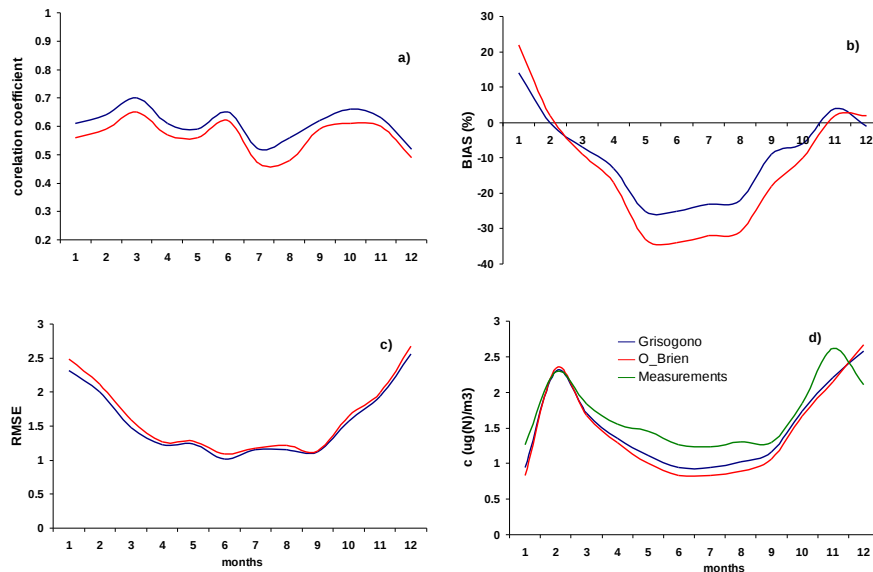 a)
corelation coefficient
1
0.9
0.8
0.7
0.6
0.5
0.4
0.3
0.2
1 2 3 4 5 6 7 8 9 10 11 12
b)
BIAS (%)
30
20
10
0
-10
-20
-30
-40
1 2 3 4 5 6 7 8 9 10 11 12
c)
RMSE
3
2.5
2
1.5
1
0.5
0
1 2 3 4 5 6 7 8 9 10 11 12
months
d)
Grisogono
O_Brien
Measurements
c (ug(N)/m3)
3
2.5
2
1.5
1
0.5
0
1 2 3 4 5 6 7 8 9 10 11 12
months